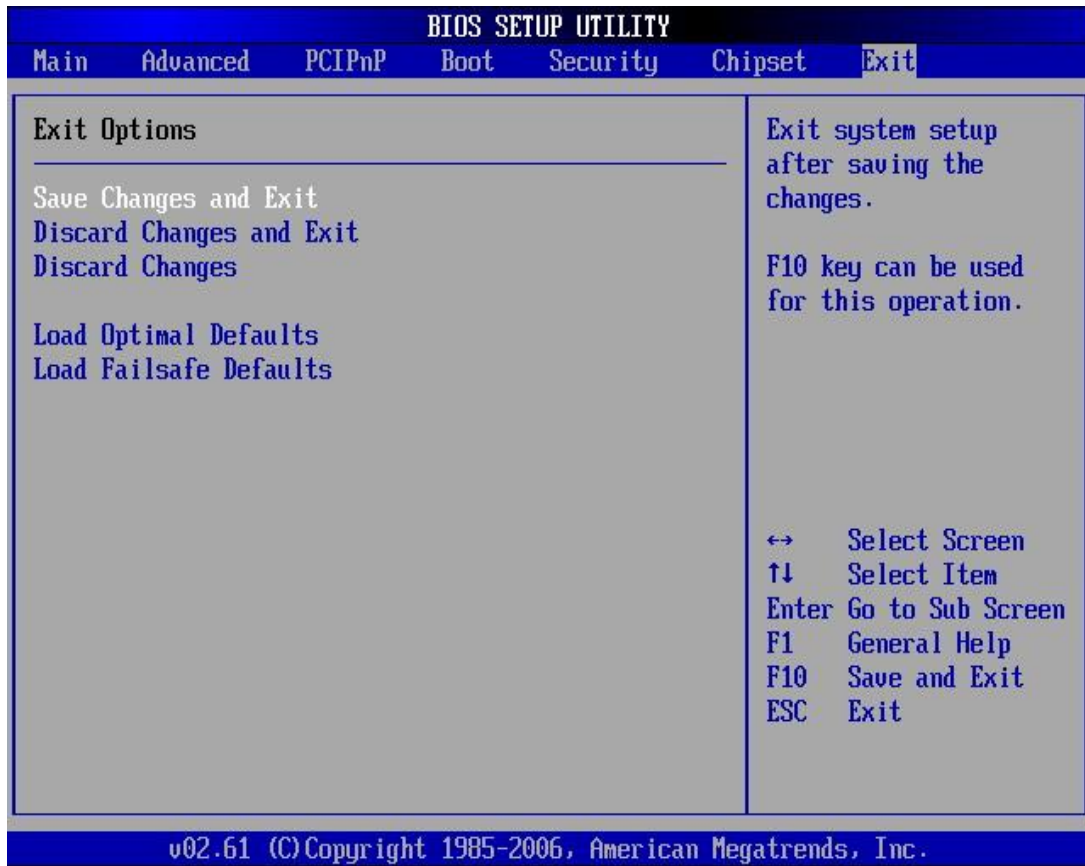 BIOS SETUP UTILITY
Main Advanced PCIPnP Boot Security Chipset Exit
Exit Options
Save Changes and Exit
Discard Changes and Exit
Discard Changes
Load Optimal Defaults
Load Failsafe Defaults
Exit system setup
after saving the
changes.
F10 key can be used
for this operation.
←→ Select Screen
↑↓ Select Item
Enter Go to Sub Screen
F1 General Help
F10 Save and Exit
ESC Exit
v02.61 (C)Copyright 1985-2006, American Megatrends, Inc.